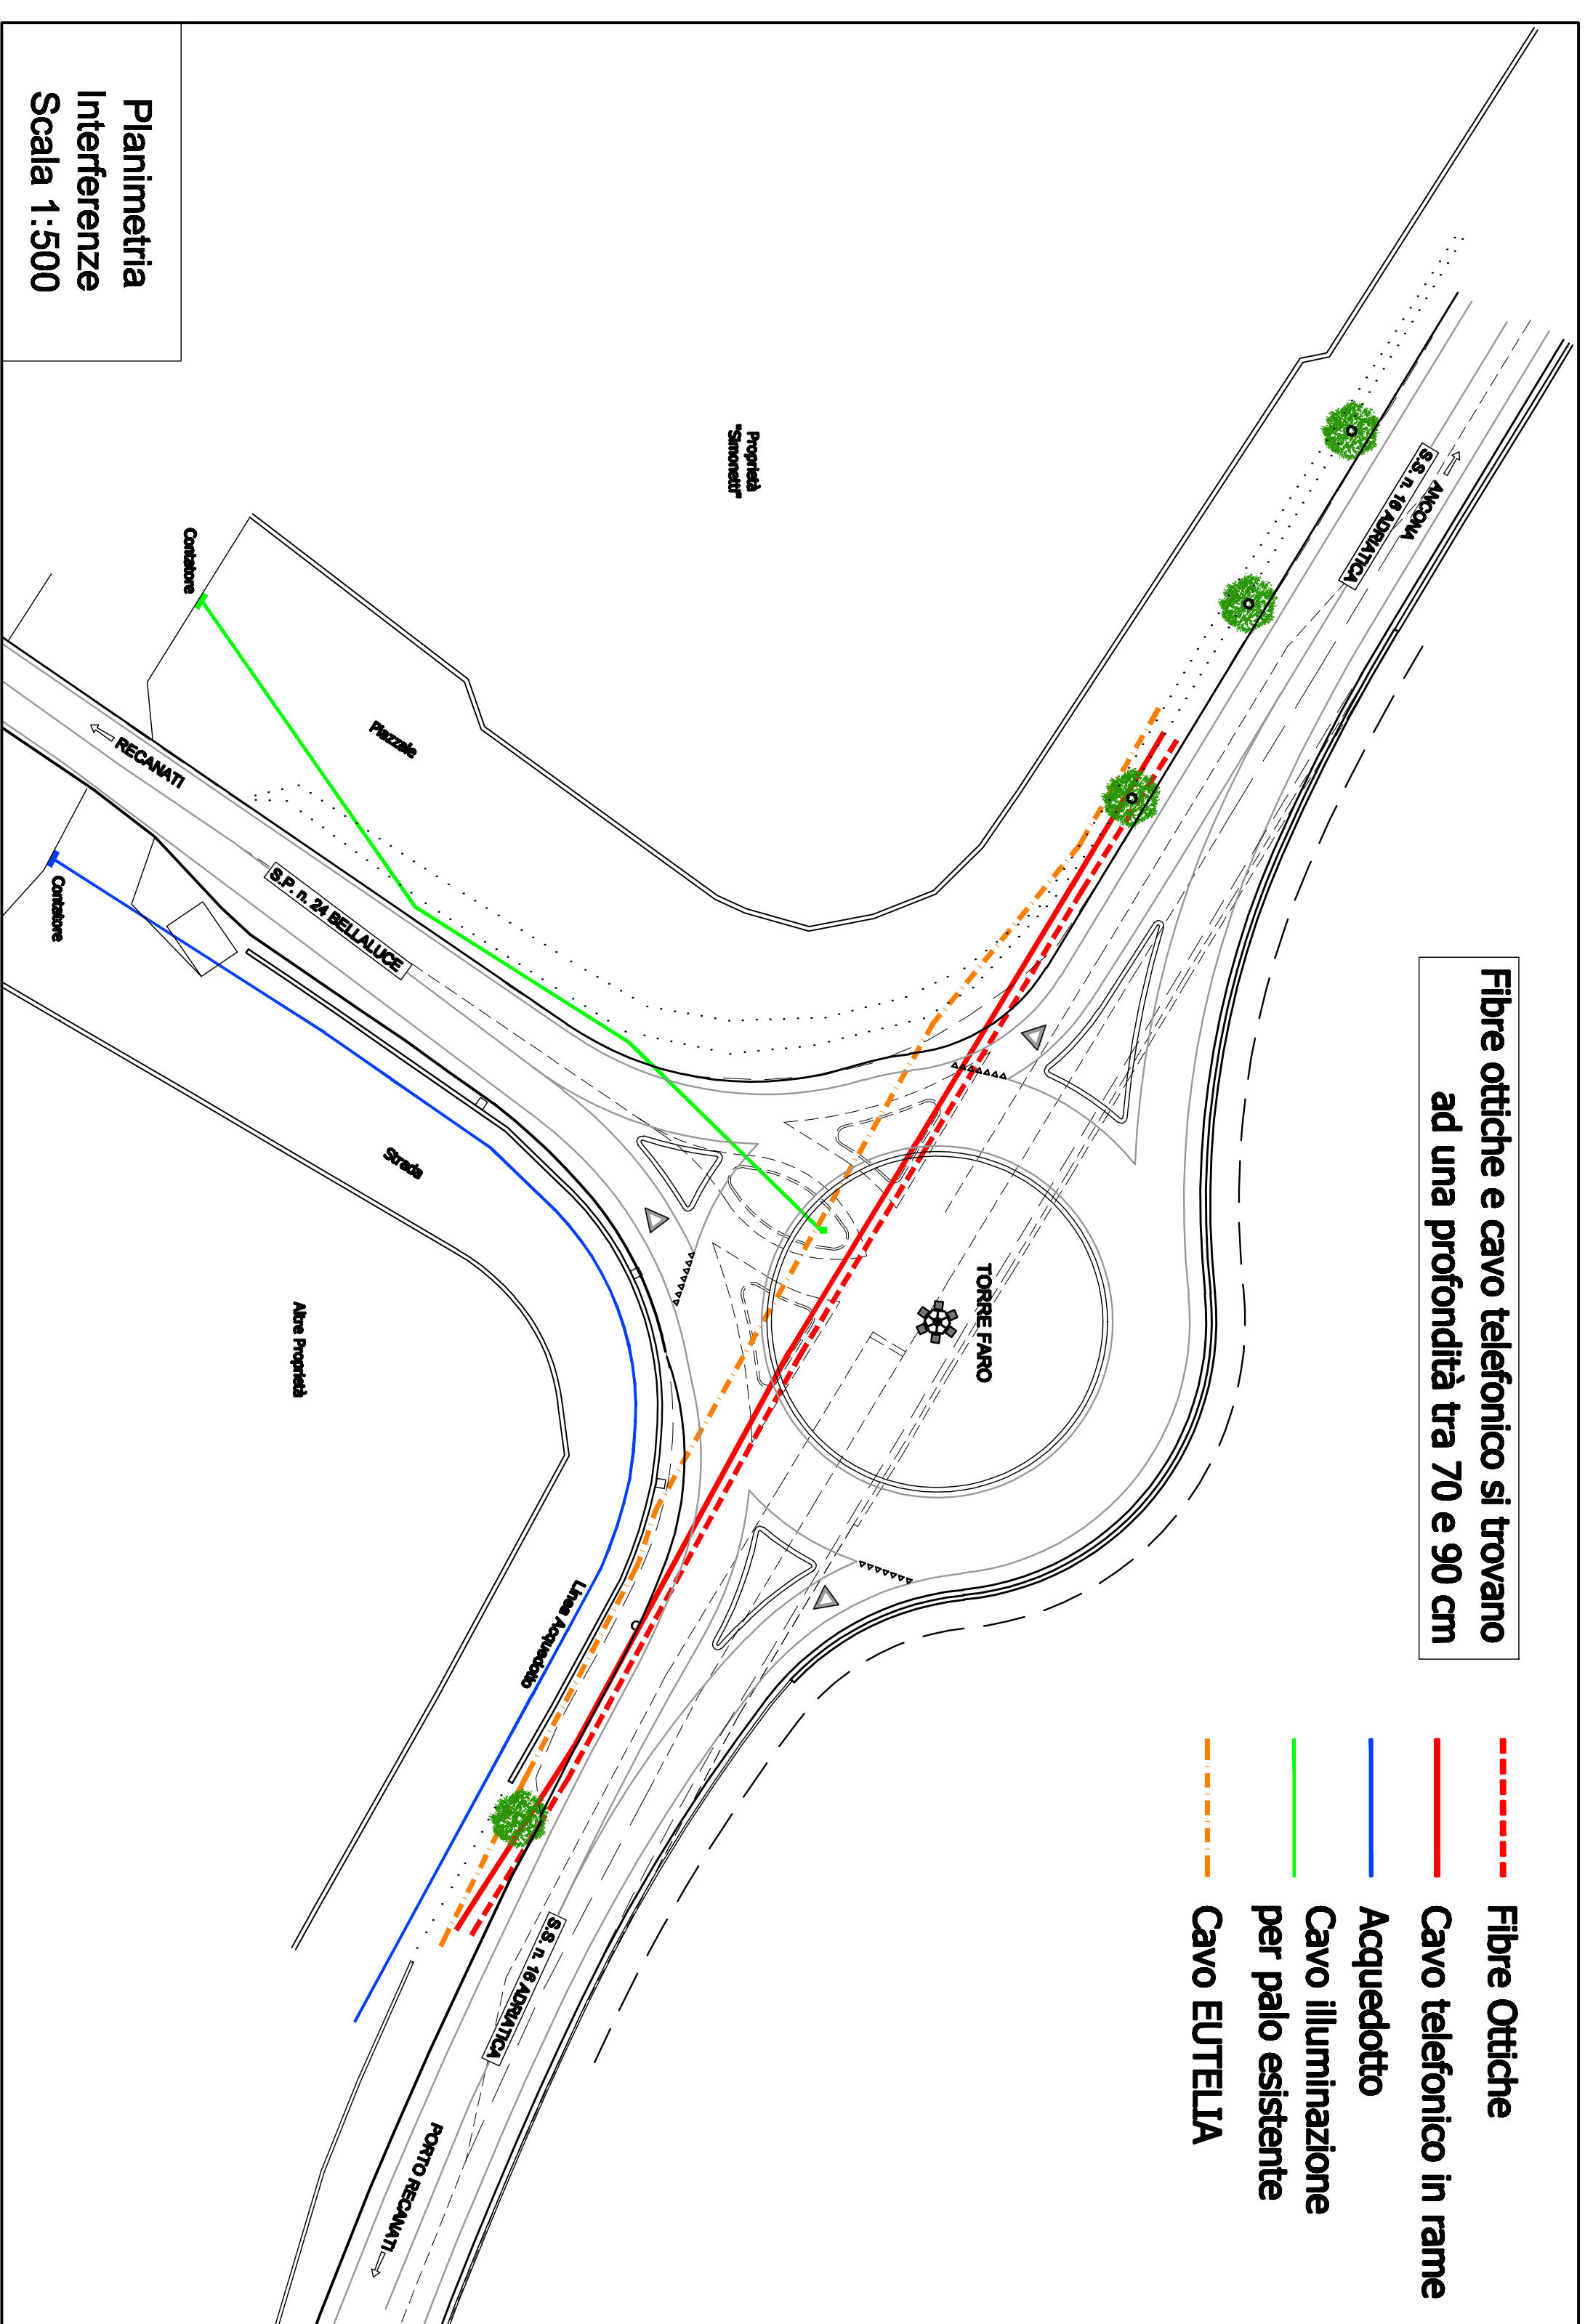 Fibre ottiche e cavo telefonico si trovano
ad una profondità tra 70 e 90 cm
Fibre Ottiche
Cavo telefonico in rame
Acquedotto
Cavo illuminazione
per palo esistente
Cavo EUTELIA
ANCONA
S.S. n. 16 ADRIATICA
TORRE FARO
Proprietà
"Simonetti"
Piazzale
Contatore
RECANATI
S.P. n. 24 BELLALUCE
Contatore
Strada
Altre Proprietà
Linea Acquedotto
S.S. n. 16 ADRIATICA
PORTO RECANATI
Planimetria
Interferenze
Scala 1:500